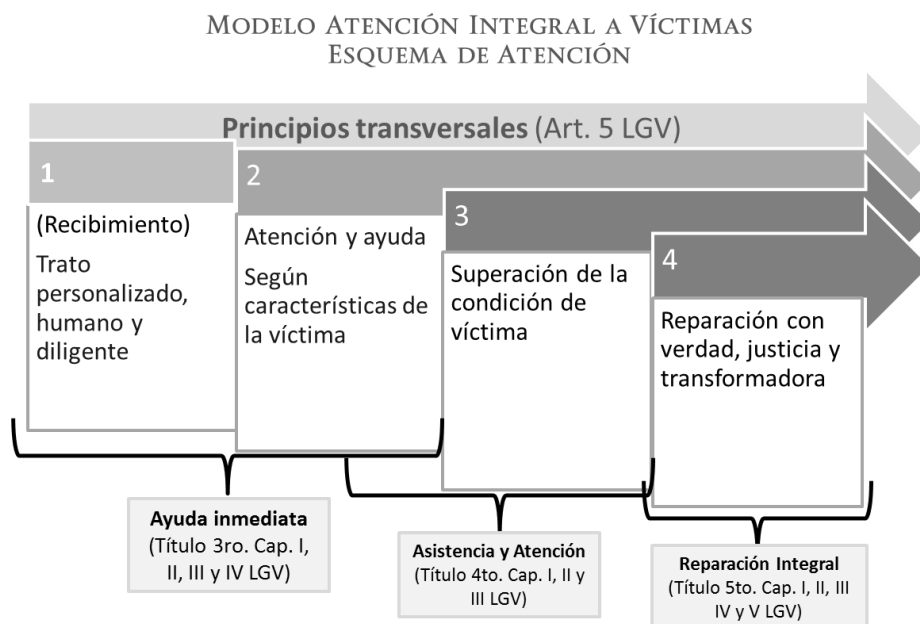 Modelo Atención Integral a Víctimas
Esquema de Atención
Principios transversales (Art. 5 LGV)
1
(Recibimiento)
Trato
personalizado,
humano y
diligente
2
Atención y ayuda
Según
características de
la víctima
3
Superación de la
condición de
víctima
4
Reparación con
verdad, justicia y
transformadora
Ayuda inmediata
(Título 3ro. Cap. I,
II, III y IV LGV)
Asistencia y Atención
(Título 4to. Cap. I, II y
III LGV)
Reparación Integral
(Título 5to. Cap. I, II, III
IV y V LGV)